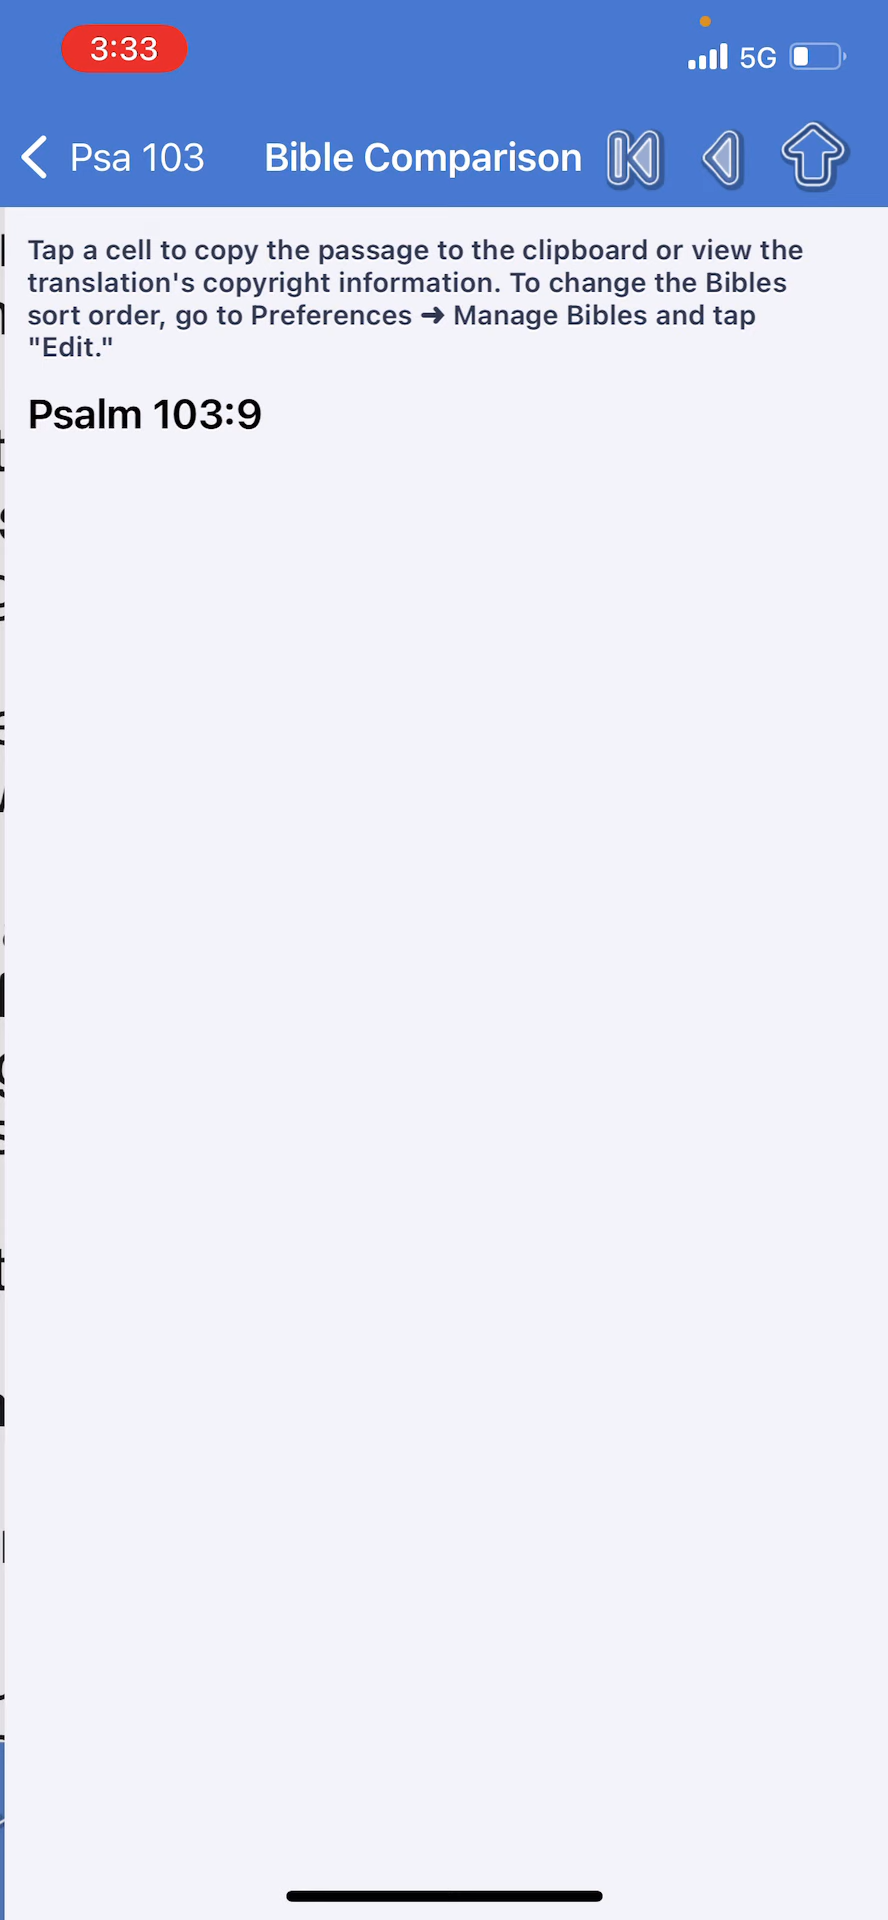 3:33
5G
Psa 103
Bible Comparison
Tap a cell to copy the passage to the clipboard or view the
translation's copyright information. To change the Bibles
sort order, go to Preferences ➜ Manage Bibles and tap
"Edit."
Psalm 103:9